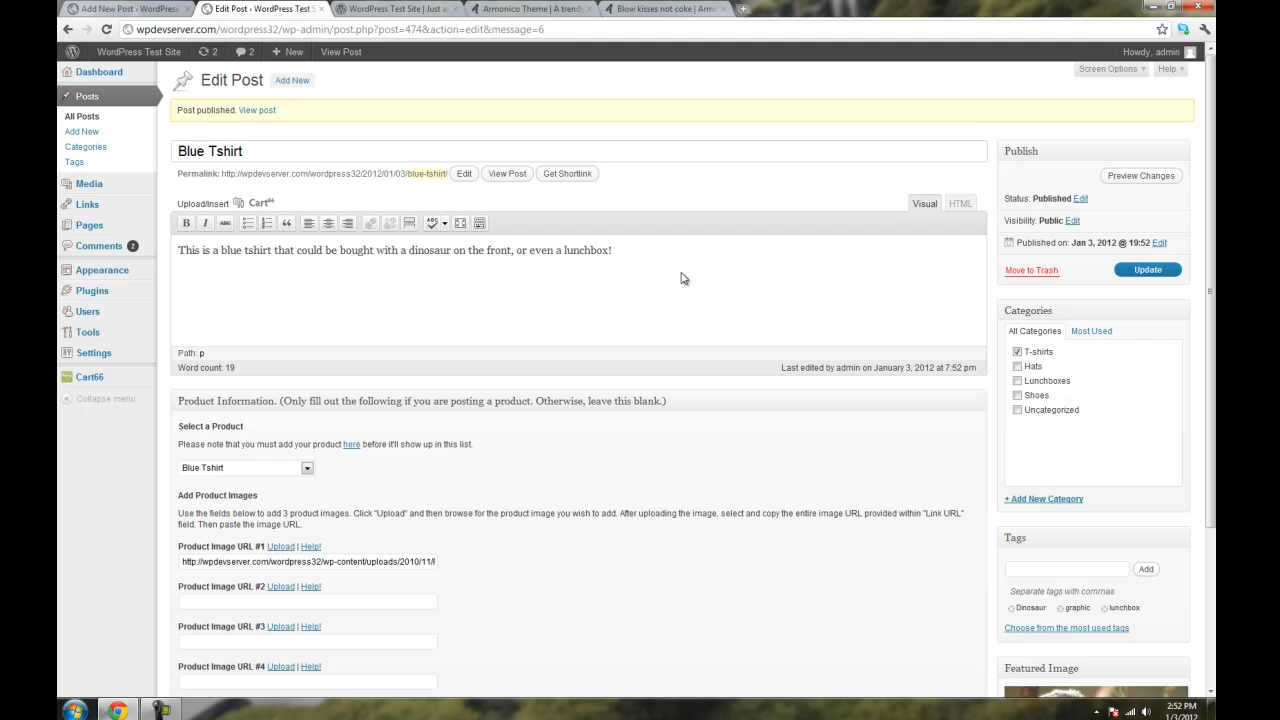 Add New Post ‹ WordPress
Edit Post ‹ WordPress Test S
WordPress Test Site | Just a
Armonico Theme | A trendy,
Blow kisses not coke | Armo
wpdevserver.com/wordpress32/wp-admin/post.php?post=474&action=edit&message=6
WordPress Test Site
2
2
+ New
View Post
Howdy, admin
Dashboard
Posts
All Posts
Add New
Categories
Tags
Media
Links
Pages
Comments 2
Appearance
Plugins
Users
Tools
Settings
Cart66
Collapse menu
Screen Options
Help
Edit Post
Add New
Post published. View post
Blue Tshirt
Permalink: http://wpdevserver.com/wordpress32/2012/01/03/blue-tshirt/ Edit View Post Get Shortlink
Upload/Insert Cart66
Visual
HTML
B I ABC
ABC
This is a blue tshirt that could be bought with a dinosaur on the front, or even a lunchbox!
Path: p
Word count: 19
Last edited by admin on January 3, 2012 at 7:52 pm
Product Information. (Only fill out the following if you are posting a product. Otherwise, leave this blank.)
Select a Product
Please note that you must add your product here before it'll show up in this list.
Blue Tshirt
Add Product Images
Use the fields below to add 3 product images. Click "Upload" and then browse for the product image you wish to add. After uploading the image, select and copy the entire image URL provided within "Link URL"
field. Then paste the image URL.
Product Image URL #1 Upload | Help!
http://wpdevserver.com/wordpress32/wp-content/uploads/2010/11/
Product Image URL #2 Upload | Help!
Product Image URL #3 Upload | Help!
Product Image URL #4 Upload | Help!
Publish
Preview Changes
Status: Published Edit
Visibility: Public Edit
Published on: Jan 3, 2012 @ 19:52 Edit
Move to Trash
Update
Categories
All Categories
Most Used
T-shirts
Hats
Lunchboxes
Shoes
Uncategorized
+ Add New Category
Tags
Add
Separate tags with commas
Dinosaur
graphic
lunchbox
Choose from the most used tags
Featured Image
2:52 PM
1/3/2012